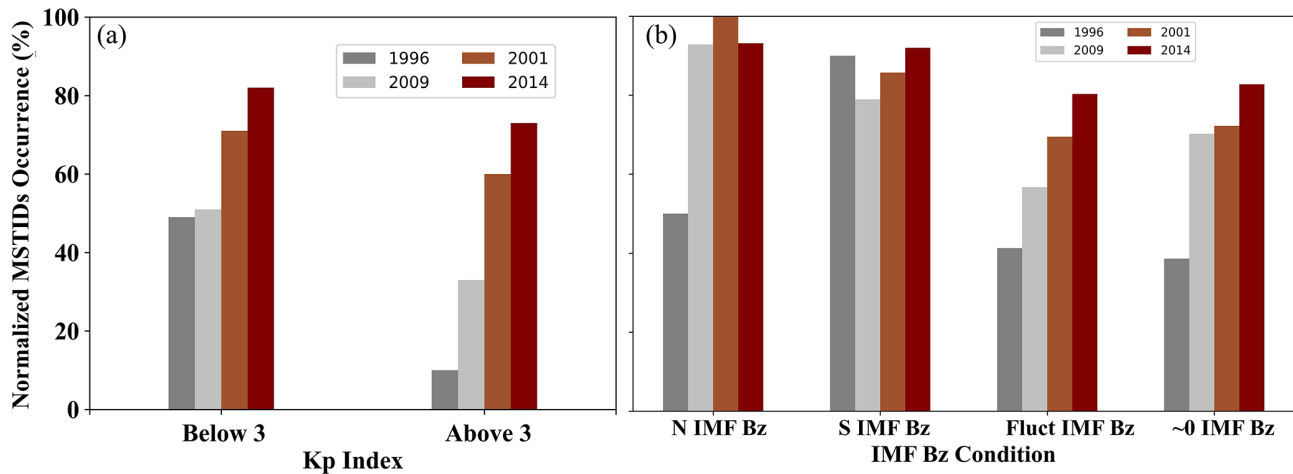 Normalized MSTIDs Occurrence (%)
100
80
60
40
20
0
(a)
1996 2001
2009 2014
Below 3 Above 3
Kp Index
(b)
1996 2001
2009 2014
N IMF Bz S IMF Bz Fluct IMF Bz ~0 IMF Bz
IMF Bz Condition